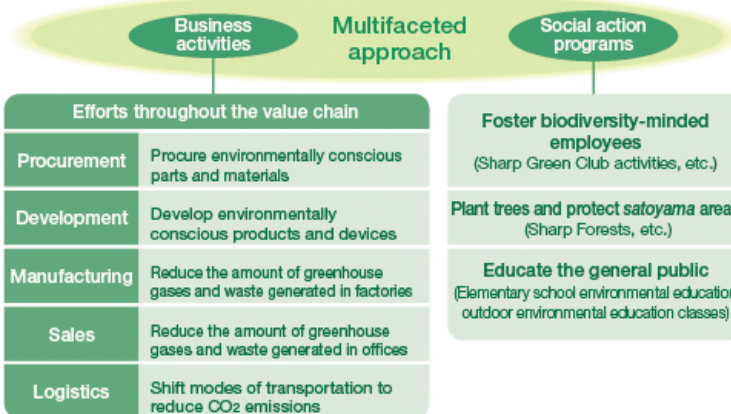 Business
activities
Multifaceted
approach
Social action
programs
Efforts throughout the value chain
Procurement
Procure environmentally conscious
parts and materials
Development
Develop environmentally
conscious products and devices
Manufacturing
Reduce the amount of greenhouse
gases and waste generated in factories
Sales
Reduce the amount of greenhouse
gases and waste generated in offices
Logistics
Shift modes of transportation to
reduce CO2 emissions
Foster biodiversity-minded
employees
(Sharp Green Club activities, etc.)
Plant trees and protect satoyama area
(Sharp Forests, etc.)
Educate the general public
(Elementary school environmental education
outdoor environmental education classes)